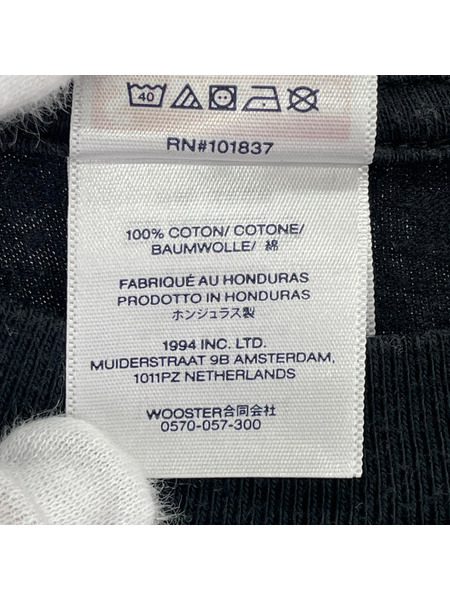 40
RN#101837
100% COTON/ COTONE/
BAUMWOLLE/ 綿
FABRIQUÉ AU HONDURAS
PRODOTTO IN HONDURAS
ホンジュラス製
1994 INC. LTD.
MUIDERSTRAAT 9B AMSTERDAM,
1011PZ NETHERLANDS
WOOSTER合同会社
0570-057-300